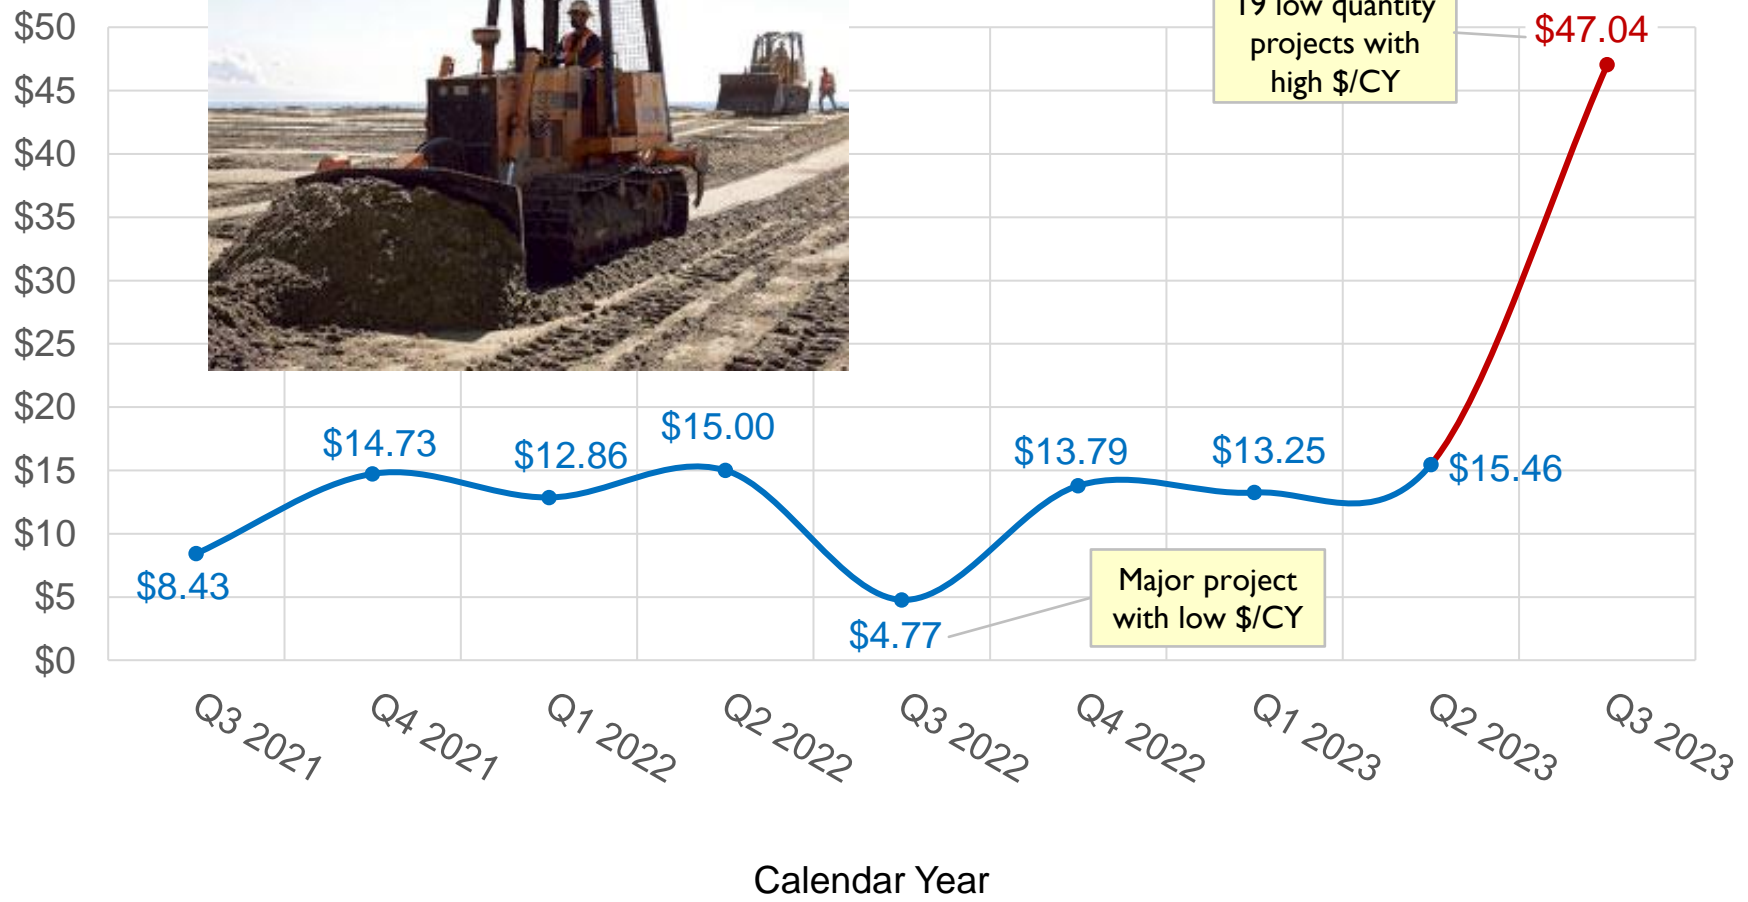 $50
$45
$40
$35
$30
$25
$20
$15
$10
$5
$0
19 low quantity
projects with
high $/CY
$47.04
$8.43
$14.73
$12.86
$15.00
$4.77
$13.79
$13.25
$15.46
Major project
with low $/CY
Q3 2021
Q4 2021
Q1 2022
Q2 2022
Q3 2022
Q4 2022
Q1 2023
Q2 2023
Q3 2023
Calendar Year